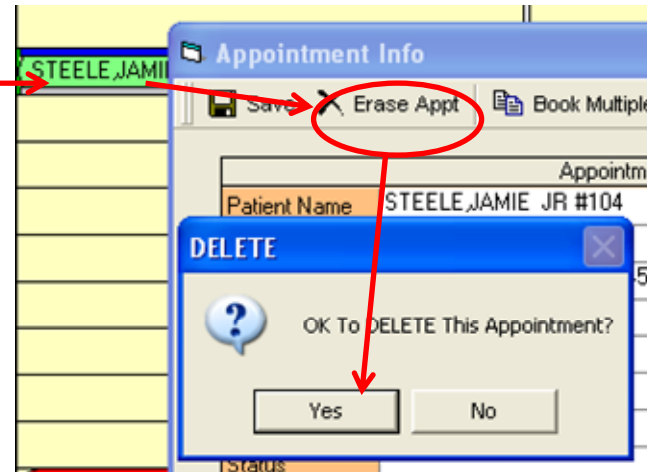 STEELE,JAMI
Appointment Info
Save Erase Appt Book Multiple
Appointm
Patient Name STEELE,JAMIE JR #104
DELETE
45
OK To DELETE This Appointment?
Yes No
Status